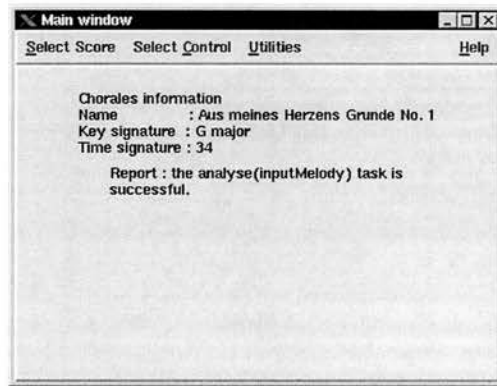 Main window
Select Score Select Control Utilities Help
Chorales information
Name : Aus meines Herzens Grunde No. 1
Key signature : G major
Time signature : 34
Report : the analyse(inputMelody) task is
successful.